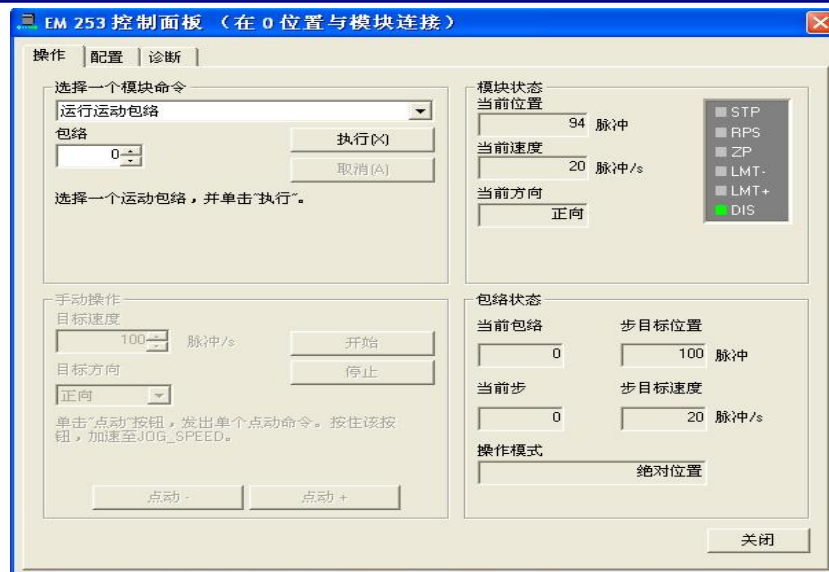 EM 253 控制面板 （在 0 位置与模块连接）
操作 配置 诊断
选择一个模块命令
运行运动包络
包络
0
执行(X)
取消(A)
选择一个运动包络，并单击"执行"。
模块状态
当前位置
94 脉冲
当前速度
20 脉冲/s
当前方向
正向
STP
RPS
ZP
LMT-
LMT+
DIS
手动操作
目标速度
100 脉冲/s
开始
目标方向
停止
正向
单击"点动"按钮，发出单个点动命令。按住该按
钮，加速至JOG_SPEED。
点动 - 点动 +
包络状态
当前包络 步目标位置
0 100 脉冲
当前步 步目标速度
0 20 脉冲/s
操作模式
绝对位置
关闭